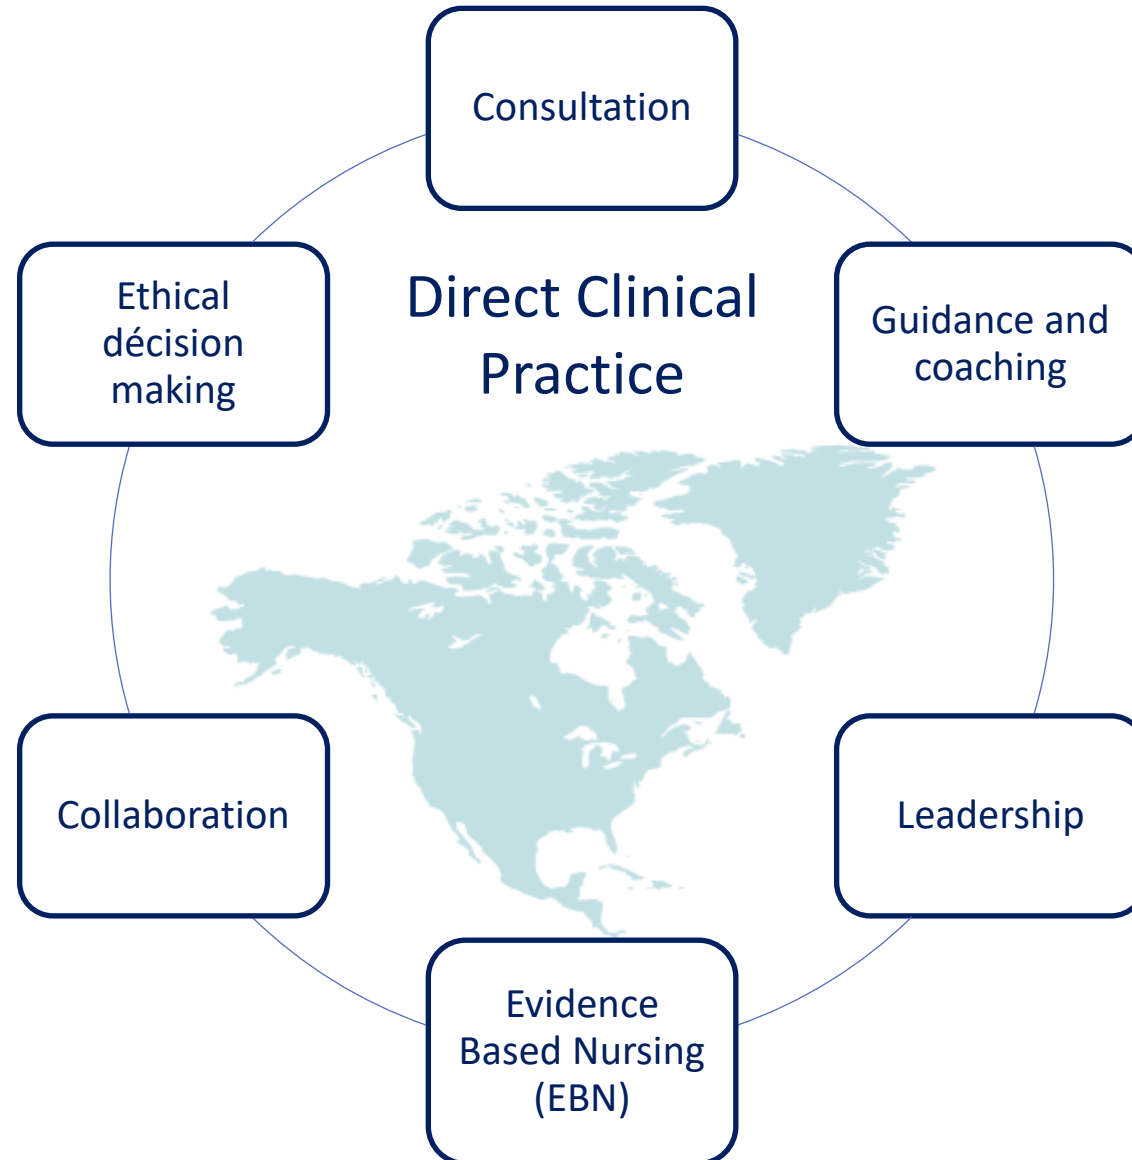 Consultation
Direct Clinical
Practice
Ethical
décision
making
Guidance and
coaching
Collaboration
Leadership
Evidence
Based Nursing
(EBN)